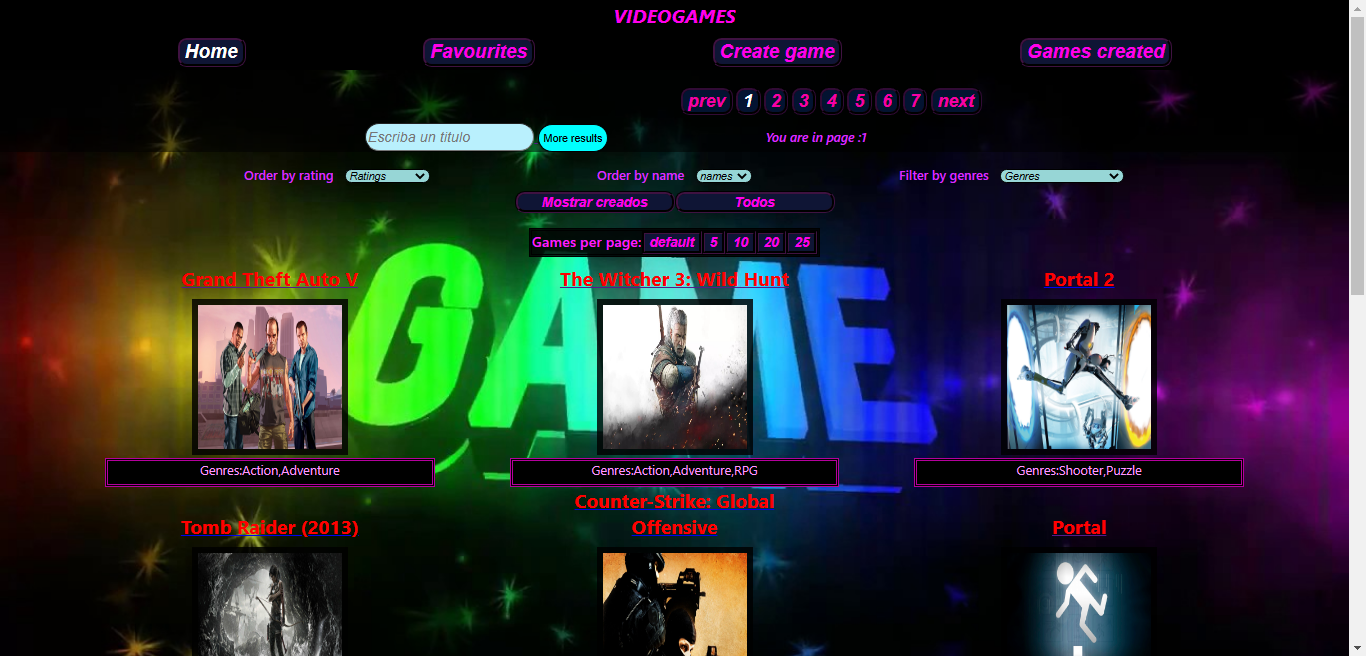 VIDEOGAMES
Home Favourites Create game Games created
prev 1 2 3 4 5 6 7 next
Escriba un titulo More results You are in page :1
Order by rating Ratings Order by name names Filter by genres Genres
Mostrar creados Todos
Games per page: default 5 10 20 25
GAME
Grand Theft Auto V The Witcher 3: Wild Hunt Portal 2
Genres:Action,Adventure Genres:Action,Adventure,RPG Genres:Shooter,Puzzle
Counter-Strike: Global
Tomb Raider (2013) Offensive Portal